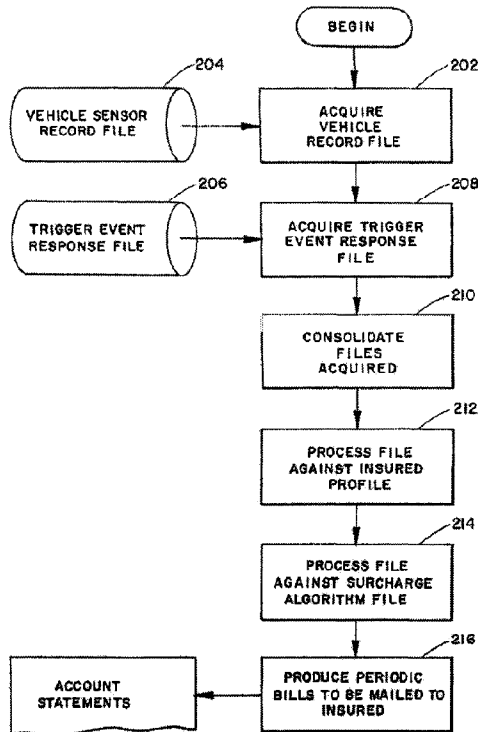 BEGIN
204
202
VEHICLE SENSOR
RECORD FILE
ACQUIRE
VEHICLE
RECORD FILE
206
208
TRIGGER EVENT
RESPONSE FILE
ACQUIRE TRIGGER
EVENT RESPONSE
FILE
210
CONSOLIDATE
FILES
ACQUIRED
212
PROCESS FILE
AGAINST INSURED
PROFILE
214
PROCESS FILE
AGAINST SURCHARGE
ALGORITHM FILE
216
ACCOUNT
STATEMENTS
PRODUCE PERIODIC
BILLS TO BE MAILED TO
INSURED